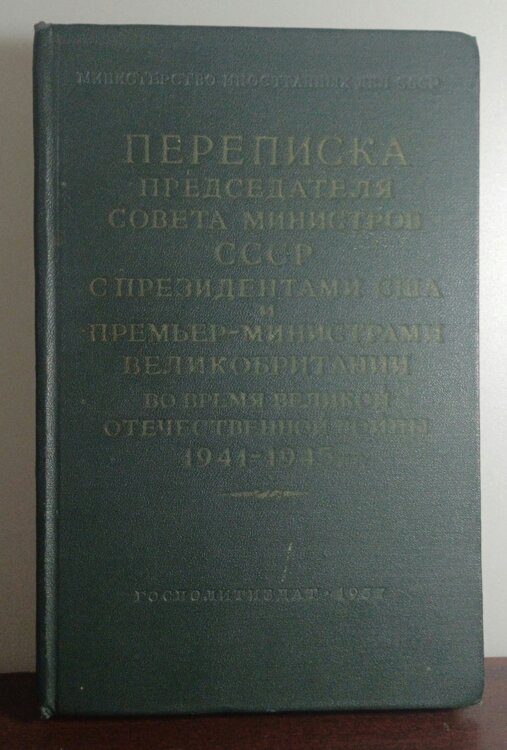 МИНИСТЕРСТВО ИНОСТРАННЫХ ДЕЛ СССР
ПЕРЕПИСКА
ПРЕДСЕДАТЕЛЯ
СОВЕТА МИНИСТРОВ
СССР
С ПРЕЗИДЕНТАМИ США
И
ПРЕМЬЕР-МИНИСТРАМИ
ВЕЛИКОБРИТАНИИ
ВО ВРЕМЯ ВЕЛИКОЙ
ОТЕЧЕСТВЕННОЙ ВОЙНЫ
1941-1945 гг.
ГОСПОЛИТИЗДАТ · 1957